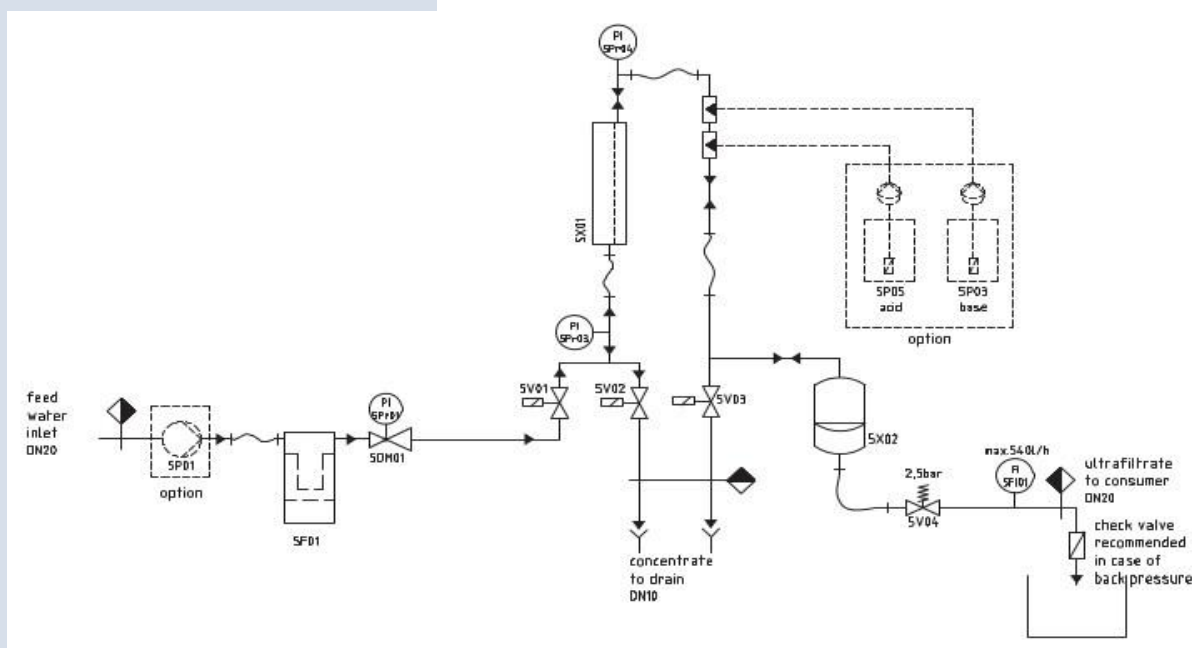 PI
5Pr04
5X01
5P05
acid
5P03
base
option
PI
5Pr03
feed
water
inlet
DN20
5P01
option
5F01
PI
5Pr01
5DM01
5V01
5V02
5V03
5X02
2,5bar
5V04
max.540l/h
FI
5FI01
ultrafiltrate
to consumer
DN20
check valve
recommended
in case of
back pressure
concentrate
to drain
DN10